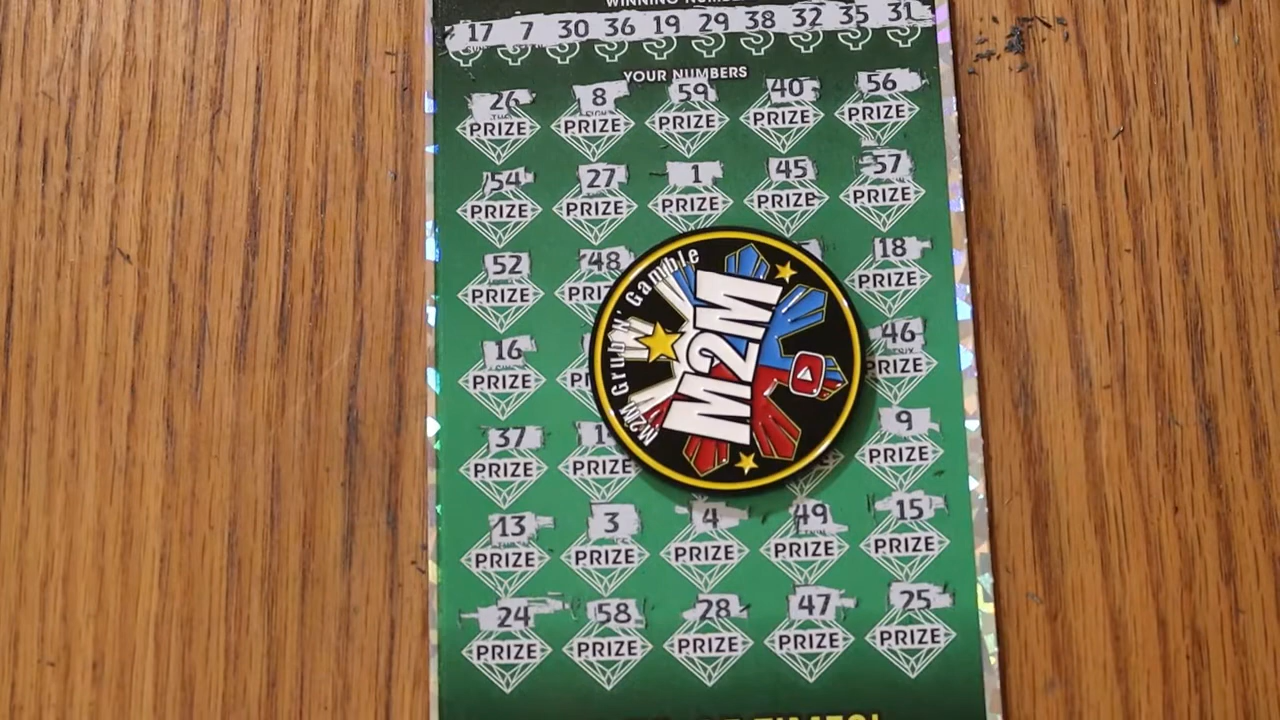 WINNING
17 7 30 36 19 29 38 32 35 31
YOUR NUMBERS
26 8 59 40 56
PRIZE PRIZE PRIZE PRIZE PRIZE
54 27 1 45 57
PRIZE PRIZE PRIZE PRIZE PRIZE
52 48 18
PRIZE PRIZE
16 46
PRIZE PRIZE
37 9
PRIZE PRIZE PRIZE
13 3 4 49 15
PRIZE PRIZE PRIZE PRIZE PRIZE
24 58 28 47 25
PRIZE PRIZE PRIZE PRIZE PRIZE
M2M Grub N' Gamble
M2M